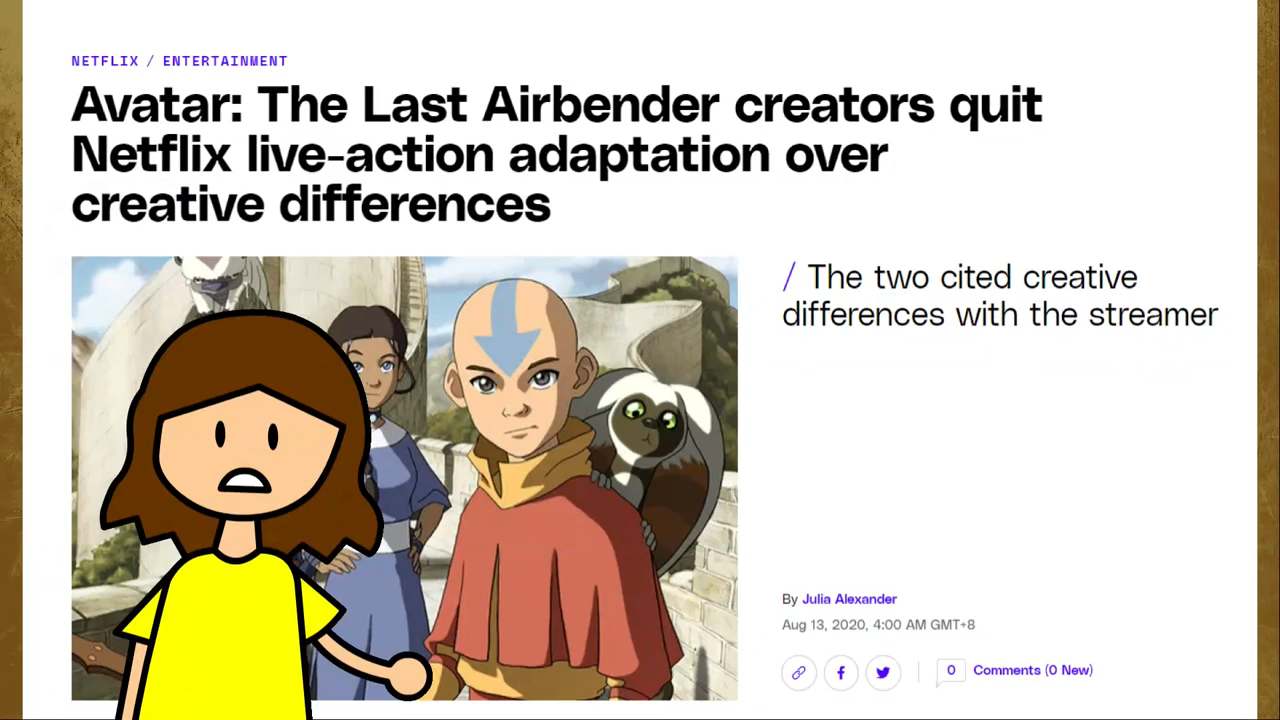 NETFLIX / ENTERTAINMENT
Avatar: The Last Airbender creators quit
Netflix live-action adaptation over
creative differences
/ The two cited creative
differences with the streamer
By Julia Alexander
Aug 13, 2020, 4:00 AM GMT+8
0 Comments (0 New)